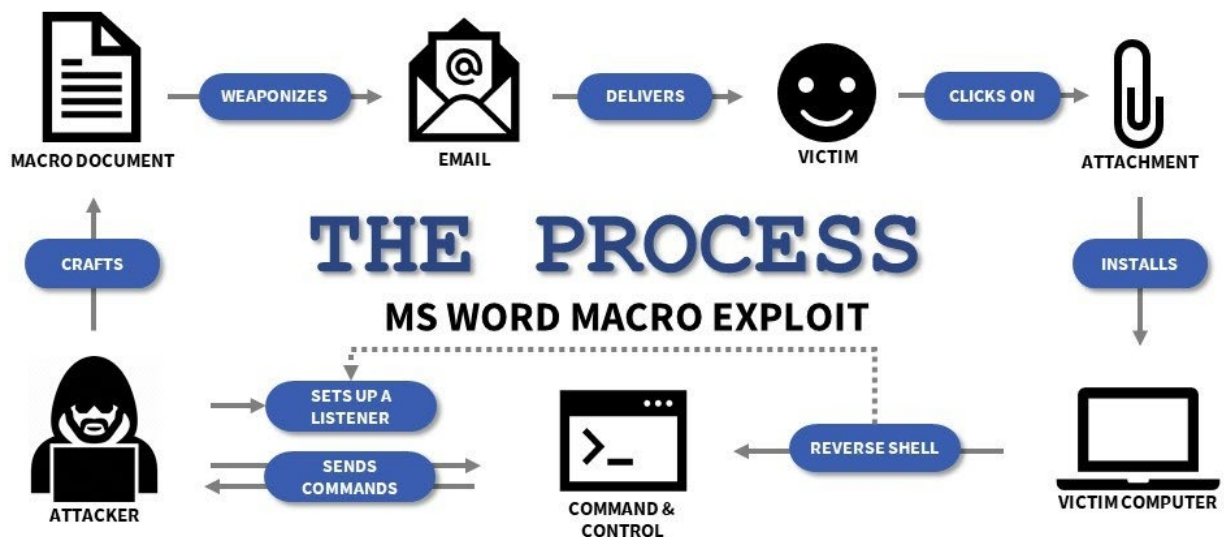 WEAPONIZES
DELIVERS
CLICKS ON
MACRO DOCUMENT
EMAIL
VICTIM
ATTACHMENT
THE PROCESS
CRAFTS
INSTALLS
MS WORD MACRO EXPLOIT
SETS UP A
LISTENER
REVERSE SHELL
SENDS
COMMANDS
ATTACKER
COMMAND &
CONTROL
VICTIM COMPUTER